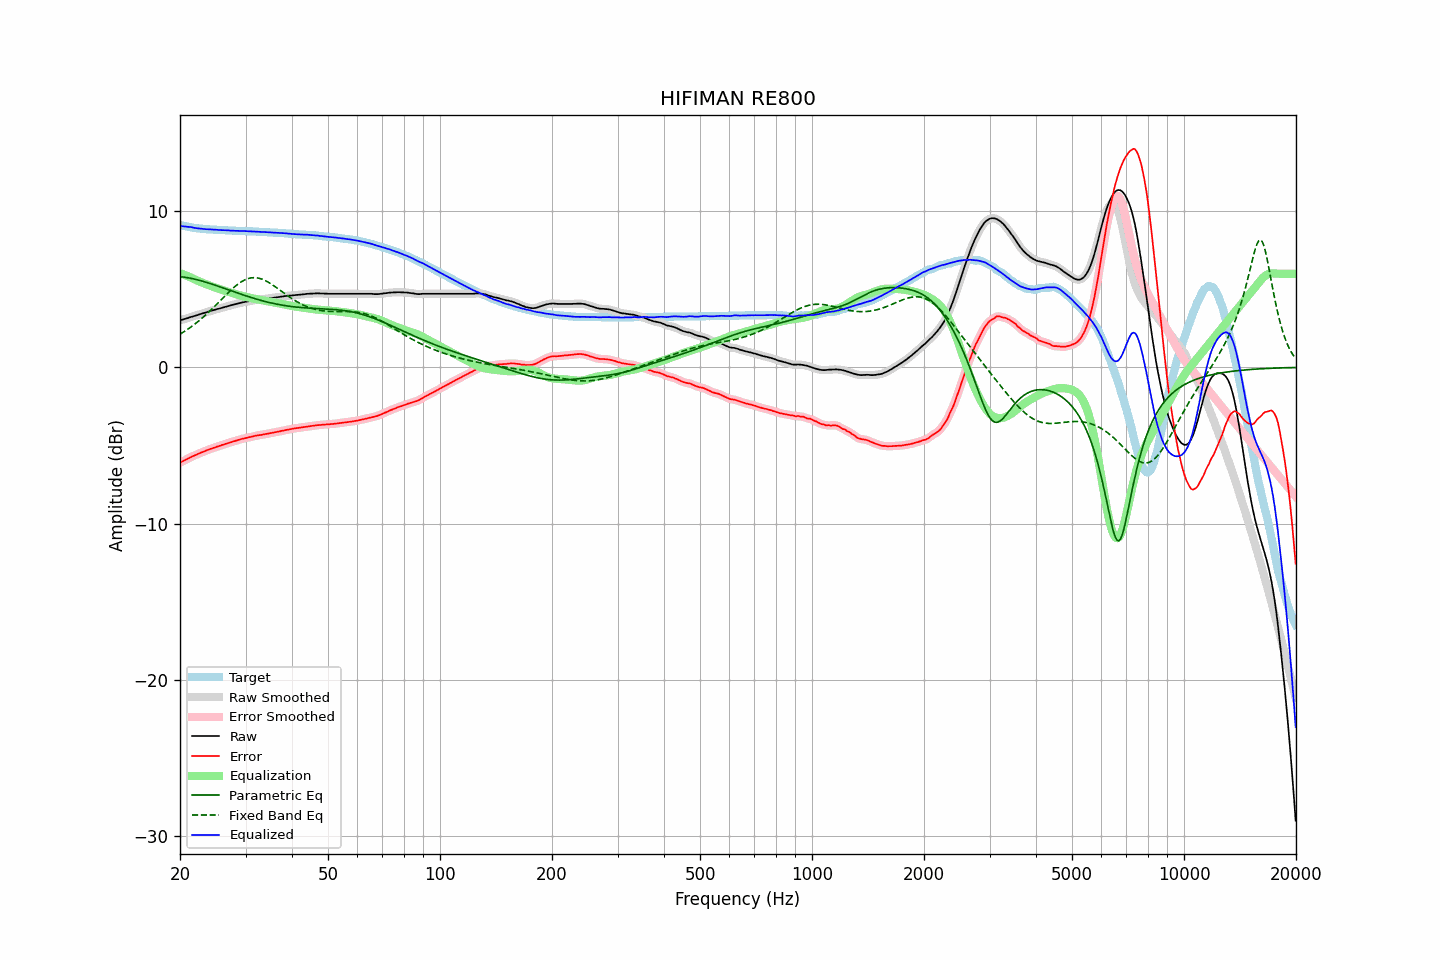 HIFIMAN RE800
Amplitude (dBr)
10
0
−10
−20
−30
Target
Raw Smoothed
Error Smoothed
Raw
Error
Equalization
Parametric Eq
Fixed Band Eq
Equalized
20 50 100 200 500 1000 2000 5000 10000 20000
Frequency (Hz)